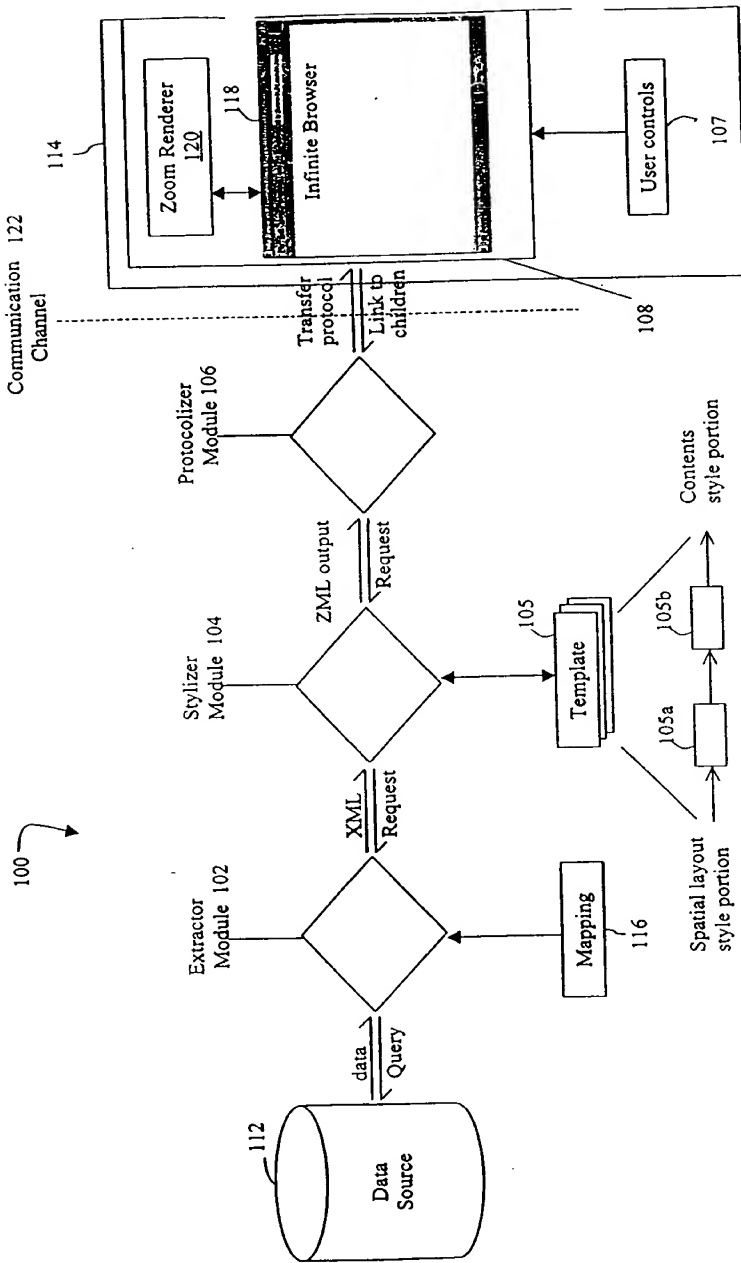 100
112
Data
Source
data
Query
Extractor
Module 102
Mapping
116
XML
Request
Stylizer
Module 104
105
Template
Spatial layout
style portion
105a
105b
Contents
style portion
ZML output
Request
Protocolizer
Module 106
Communication 122
Channel
Transfer
protocol
Link to
children
108
114
Zoom Renderer
120
118
Infinite Browser
User controls
107